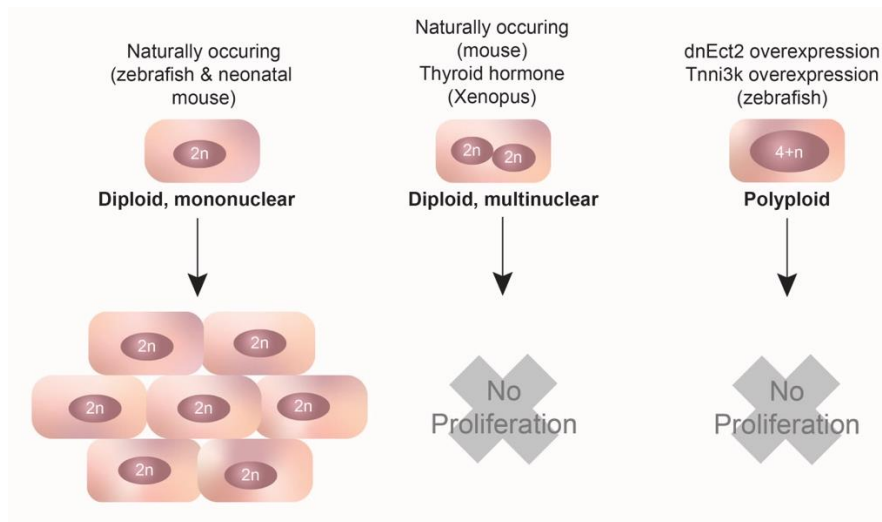 Naturally occuring
(zebrafish & neonatal
mouse)
2n
Diploid, mononuclear
2n
2n
2n
2n
2n
2n
2n
Naturally occuring
(mouse)
Thyroid hormone
(Xenopus)
2n 2n
Diploid, multinuclear
No
Proliferation
dnEct2 overexpression
Tnni3k overexpression
(zebrafish)
4+n
Polyploid
No
Proliferation